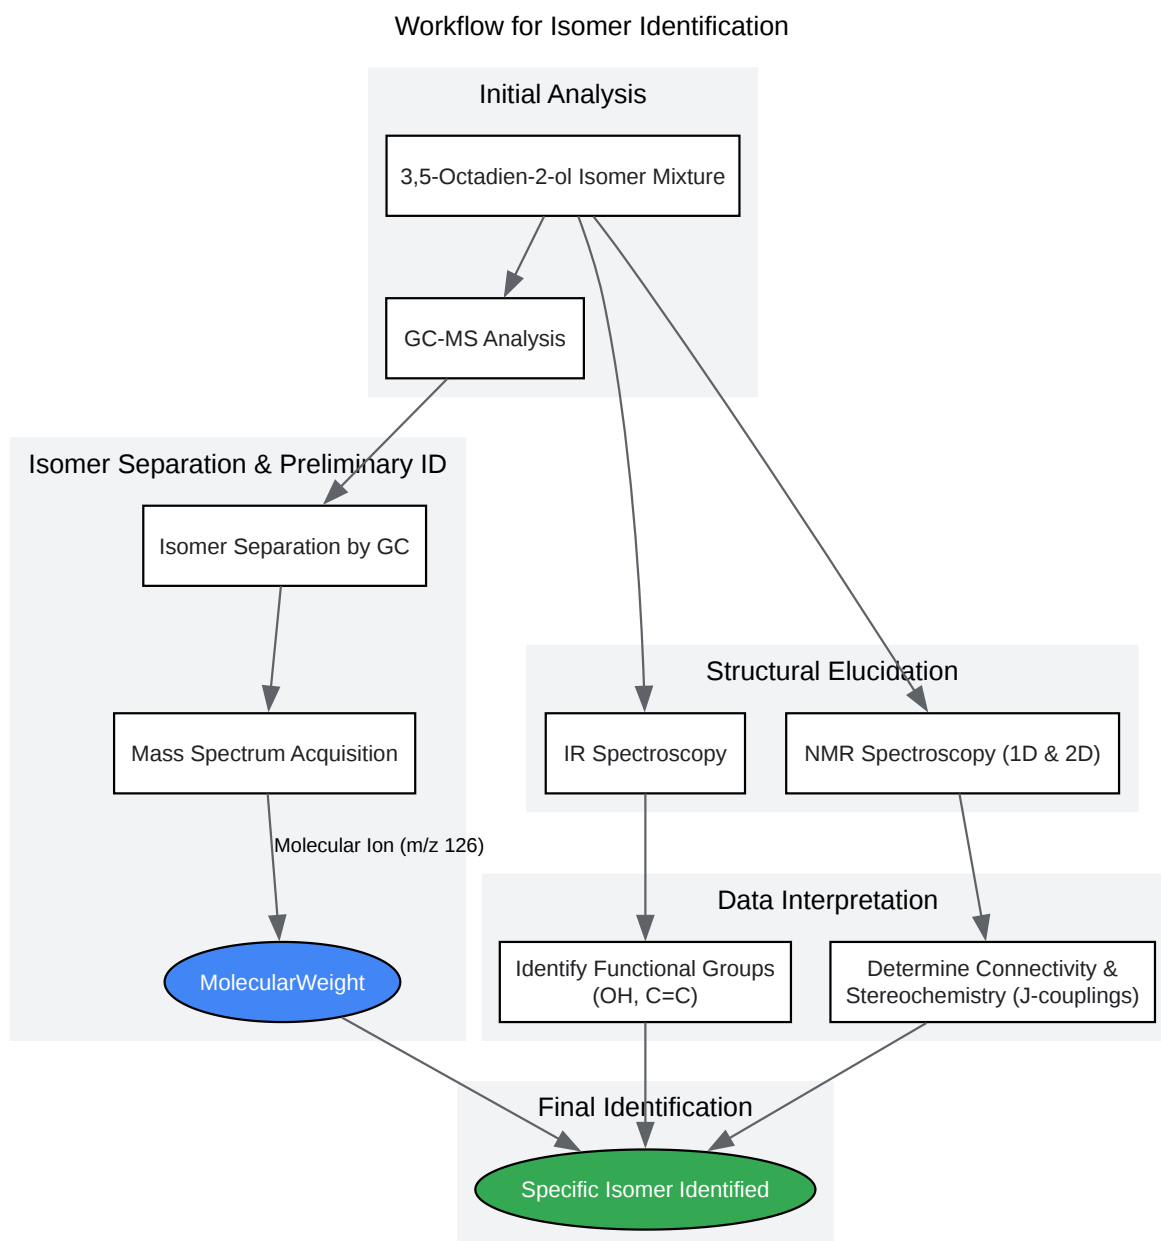 Workflow for Isomer Identification
Initial Analysis
3,5-Octadien-2-ol Isomer Mixture
GC-MS Analysis
Isomer Separation & Preliminary ID
Isomer Separation by GC
Mass Spectrum Acquisition
Molecular Ion (m/z 126)
MolecularWeight
Structural Elucidation
IR Spectroscopy
NMR Spectroscopy (1D & 2D)
Data Interpretation
Identify Functional Groups
(OH, C=C)
Determine Connectivity &
Stereochemistry (J-couplings)
Final Identification
Specific Isomer Identified